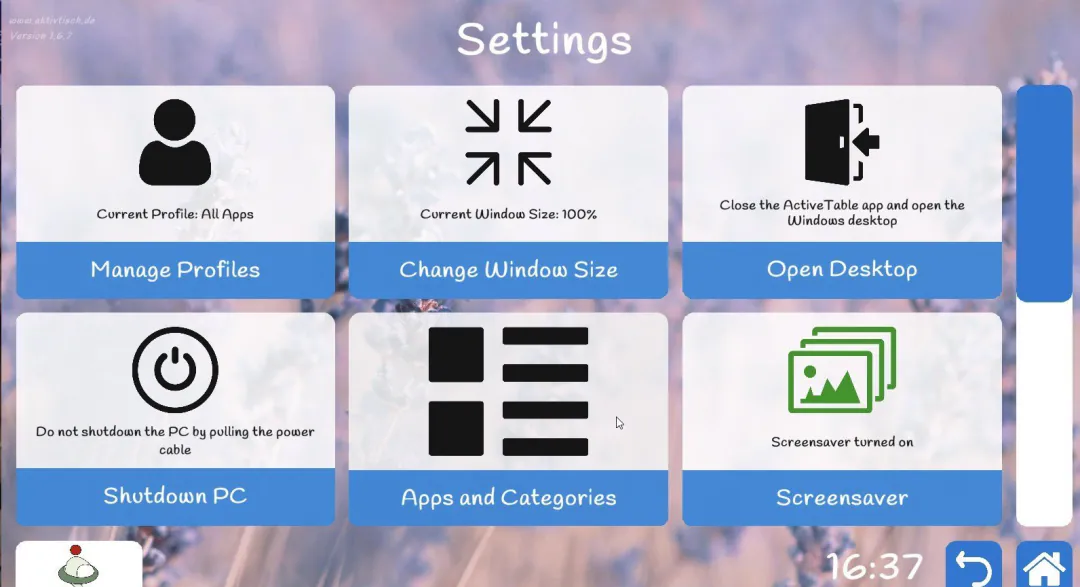 www.aktivtisch.de
Version 1.6.7
Settings
Current Profile: All Apps
Manage Profiles
Current Window Size: 100%
Change Window Size
Close the ActiveTable app and open the
Windows desktop
Open Desktop
Do not shutdown the PC by pulling the power
cable
Shutdown PC
Apps and Categories
Screensaver turned on
Screensaver
16:37